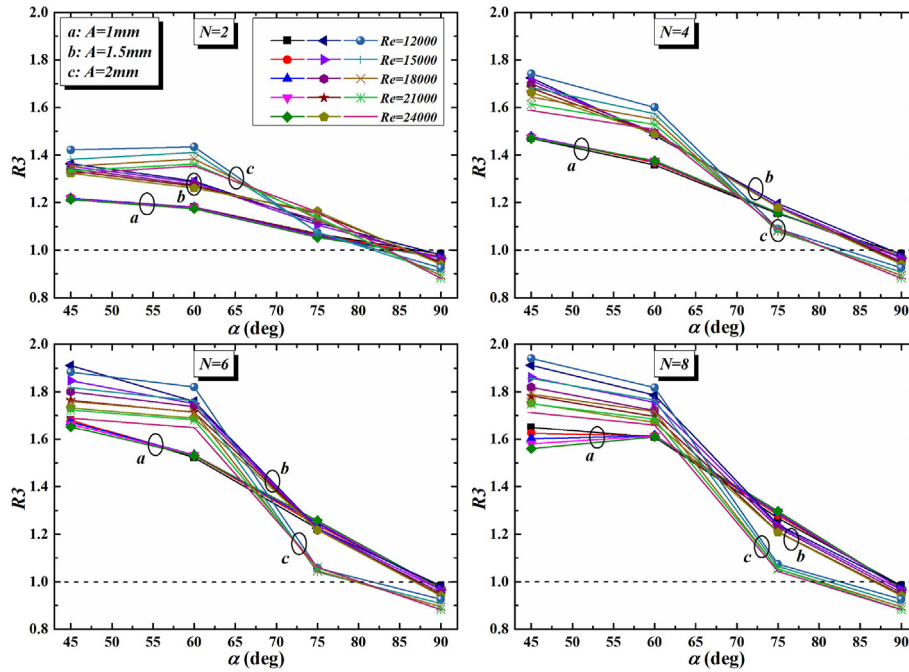 a: A=1mm
b: A=1.5mm
c: A=2mm
N=2
Re=12000
Re=15000
Re=18000
Re=21000
Re=24000
R3
2.0
1.8
1.6
1.4
1.2
1.0
0.8
a
b
c
45 50 55 60 65 70 75 80 85 90
α (deg)
N=4
R3
2.0
1.8
1.6
1.4
1.2
1.0
0.8
a
b
c
45 50 55 60 65 70 75 80 85 90
α (deg)
N=6
R3
2.0
1.8
1.6
1.4
1.2
1.0
0.8
a
b
c
45 50 55 60 65 70 75 80 85 90
α (deg)
N=8
R3
2.0
1.8
1.6
1.4
1.2
1.0
0.8
a
b
c
45 50 55 60 65 70 75 80 85 90
α (deg)